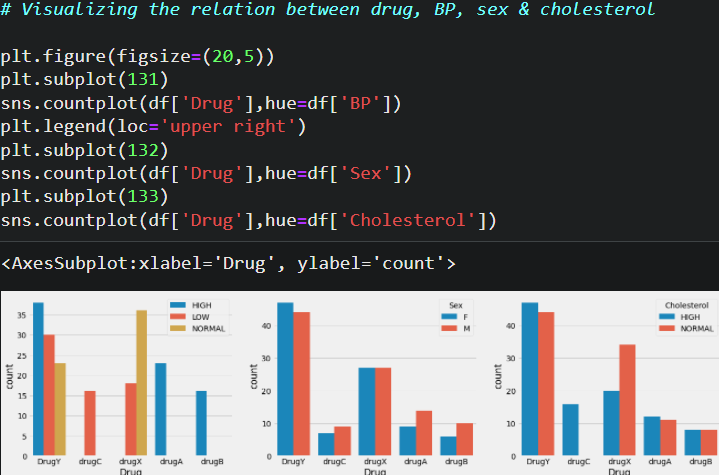 # Visualizing the relation between drug, BP, sex & cholesterol
plt.figure(figsize=(20,5))
plt.subplot(131)
sns.countplot(df['Drug'],hue=df['BP'])
plt.legend(loc='upper right')
plt.subplot(132)
sns.countplot(df['Drug'],hue=df['Sex'])
plt.subplot(133)
sns.countplot(df['Drug'],hue=df['Cholesterol'])
<AxesSubplot:xlabel='Drug', ylabel='count'>
HIGH
LOW
NORMAL
35
30
25
20
15
10
5
0
count
DrugY drugC drugX drugA drugB
Drug
Sex
F
M
40
30
20
10
0
count
DrugY drugC drugX drugA drugB
Drug
Cholesterol
HIGH
NORMAL
40
30
20
10
0
count
DrugY drugC drugX drugA drugB
Drug